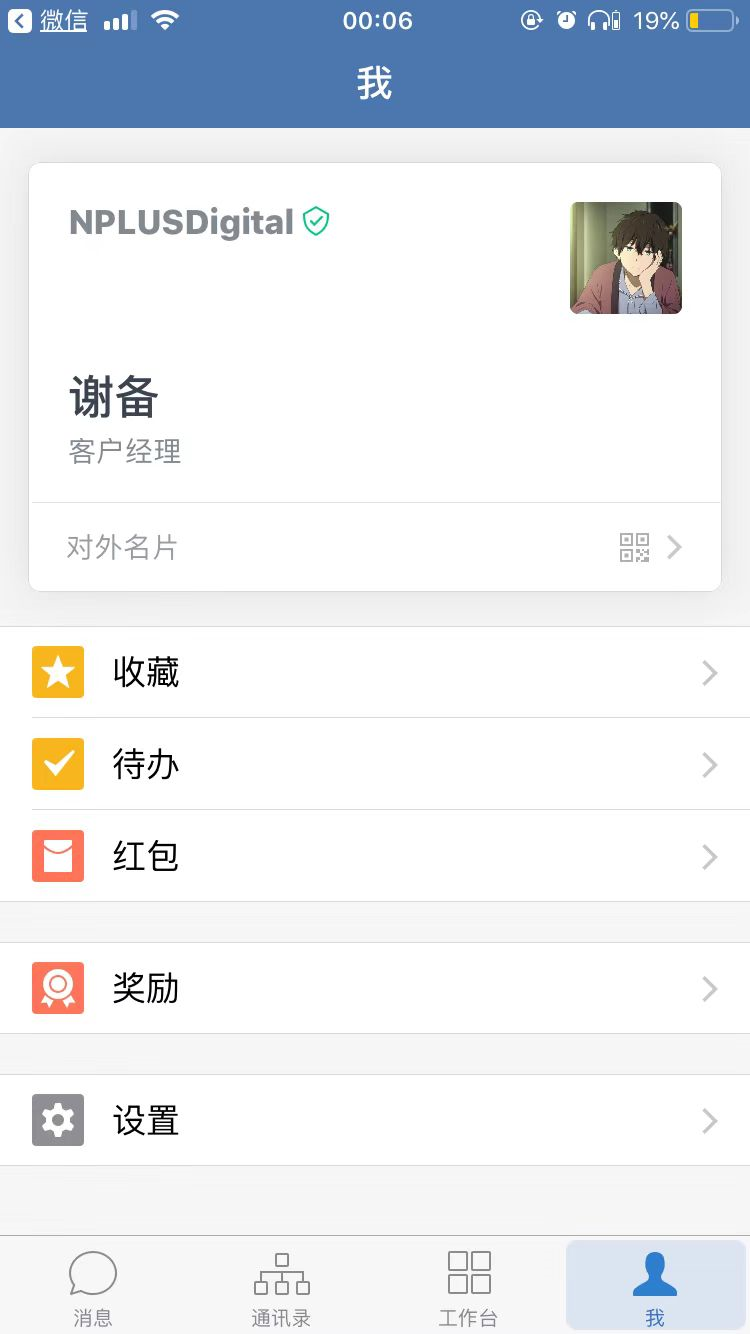 微信 00:06 19%
我
NPLUSDigital
谢备
客户经理
对外名片
收藏
待办
红包
奖励
设置
消息 通讯录 工作台 我